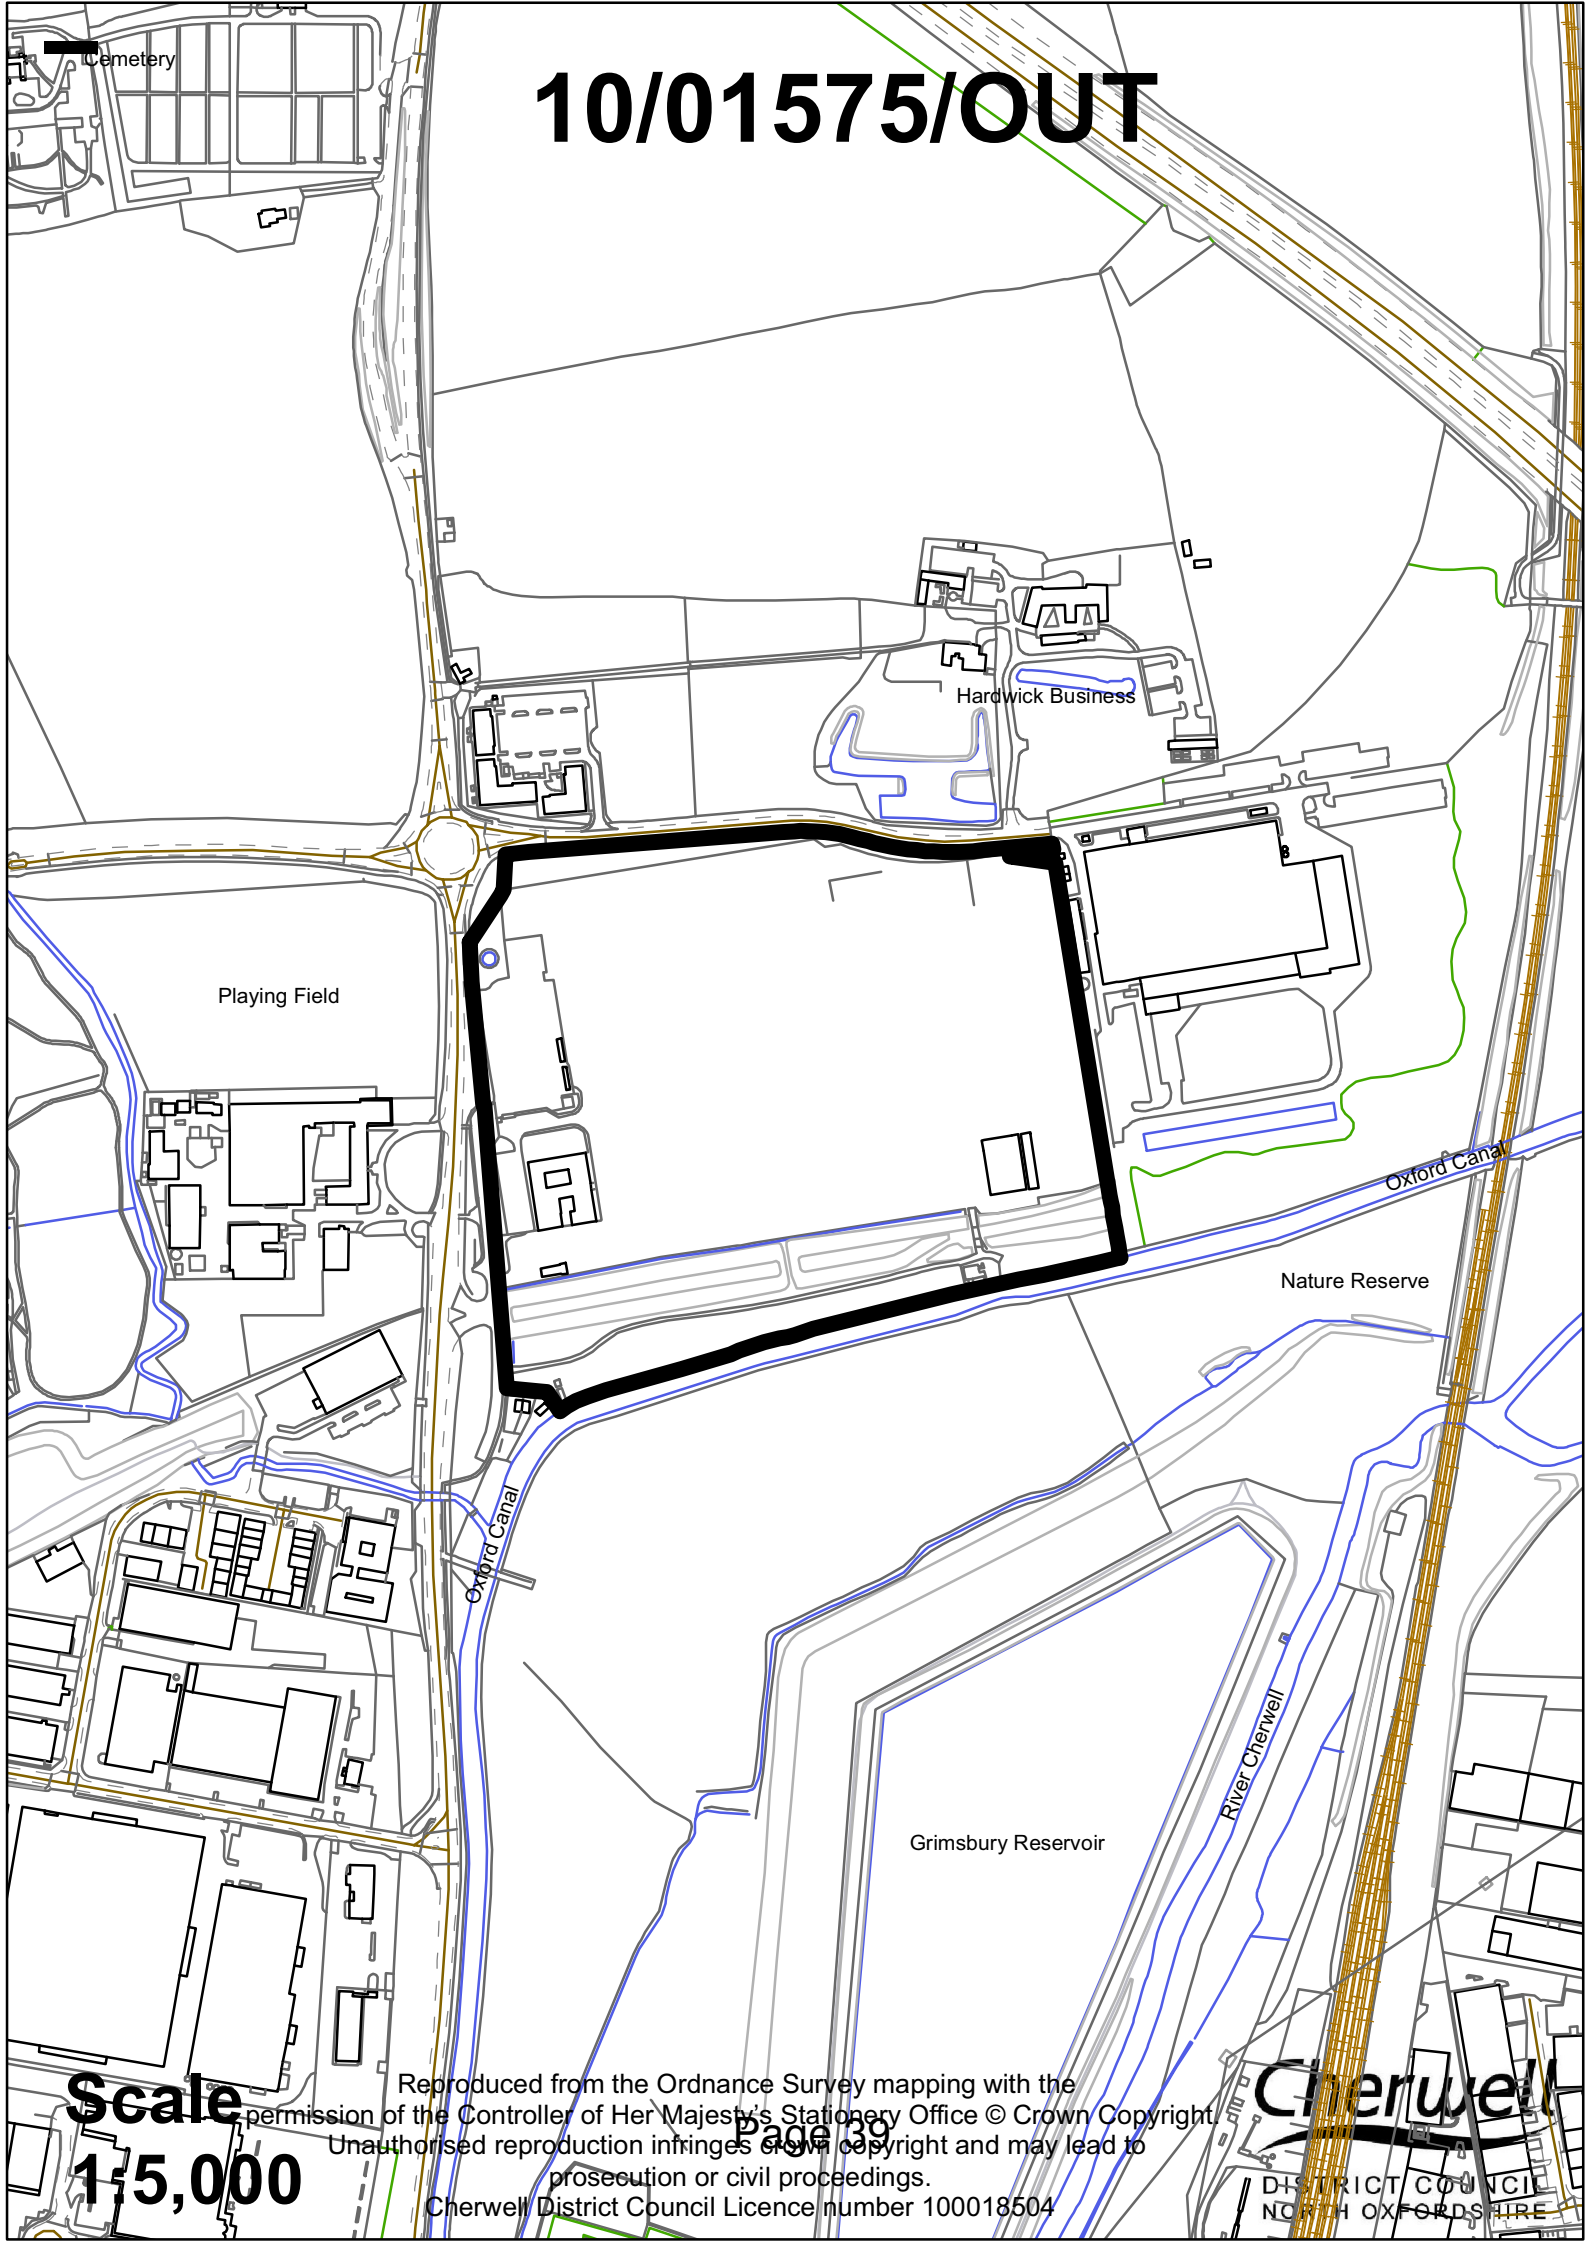 Cemetery
10/01575/OUT
Hardwick Business
Playing Field
Oxford Canal
Nature Reserve
Oxford Canal
River Cherwell
Grimsbury Reservoir
Scale
1:5,000
Reproduced from the Ordnance Survey mapping with the
permission of the Controller of Her Majesty's Stationery Office © Crown Copyright.
Unauthorised reproduction infringes crown copyright and may lead to
prosecution or civil proceedings.
Cherwell District Council Licence number 100018504
Page 39
Cherwell
DISTRICT COUNCIL
NORTH OXFORDSHIRE